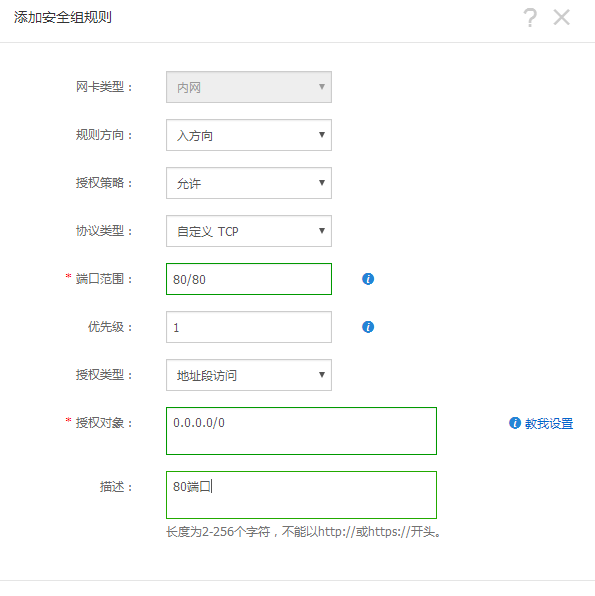 添加安全组规则
网卡类型： 内网
规则方向： 入方向
授权策略： 允许
协议类型： 自定义 TCP
* 端口范围： 80/80
优先级： 1
授权类型： 地址段访问
* 授权对象： 0.0.0.0/0 教我设置
描述： 80端口
长度为2-256个字符，不能以http://或https://开头。